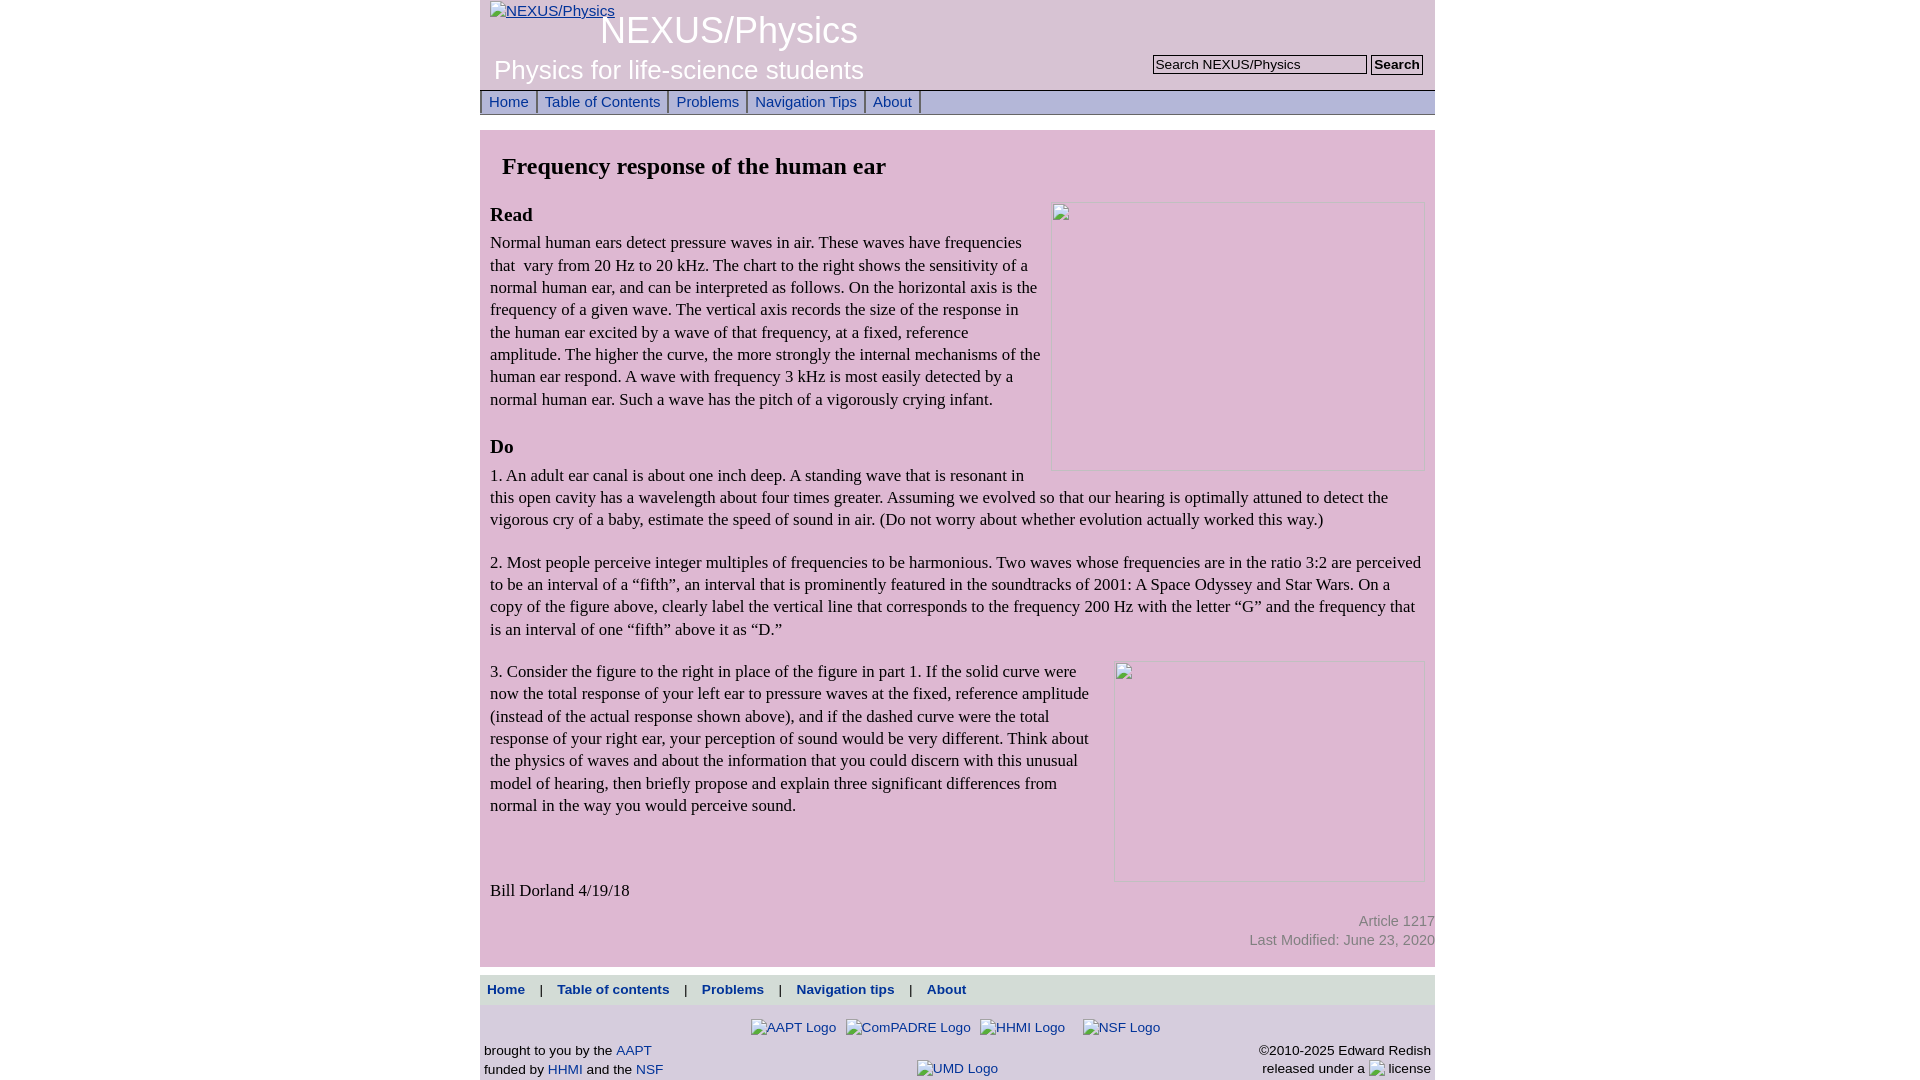 NEXUS/Physics
NEXUS/Physics
Physics for life-science students
Search NEXUS/Physics Search
Home Table of Contents Problems Navigation Tips About
Frequency response of the human ear
Read
Normal human ears detect pressure waves in air. These waves have frequencies
that  vary from 20 Hz to 20 kHz. The chart to the right shows the sensitivity of a
normal human ear, and can be interpreted as follows. On the horizontal axis is the
frequency of a given wave. The vertical axis records the size of the response in
the human ear excited by a wave of that frequency, at a fixed, reference
amplitude. The higher the curve, the more strongly the internal mechanisms of the
human ear respond. A wave with frequency 3 kHz is most easily detected by a
normal human ear. Such a wave has the pitch of a vigorously crying infant.
Do
1. An adult ear canal is about one inch deep. A standing wave that is resonant in
this open cavity has a wavelength about four times greater. Assuming we evolved so that our hearing is optimally attuned to detect the
vigorous cry of a baby, estimate the speed of sound in air. (Do not worry about whether evolution actually worked this way.)
2. Most people perceive integer multiples of frequencies to be harmonious. Two waves whose frequencies are in the ratio 3:2 are perceived
to be an interval of a “fifth”, an interval that is prominently featured in the soundtracks of 2001: A Space Odyssey and Star Wars. On a
copy of the figure above, clearly label the vertical line that corresponds to the frequency 200 Hz with the letter “G” and the frequency that
is an interval of one “fifth” above it as “D.”
3. Consider the figure to the right in place of the figure in part 1. If the solid curve were
now the total response of your left ear to pressure waves at the fixed, reference amplitude
(instead of the actual response shown above), and if the dashed curve were the total
response of your right ear, your perception of sound would be very different. Think about
the physics of waves and about the information that you could discern with this unusual
model of hearing, then briefly propose and explain three significant differences from
normal in the way you would perceive sound.
Bill Dorland 4/19/18
Article 1217
Last Modified: June 23, 2020
Home | Table of contents | Problems | Navigation tips | About
AAPT Logo ComPADRE Logo HHMI Logo NSF Logo
brought to you by the AAPT
funded by HHMI and the NSF
UMD Logo
©2010-2025 Edward Redish
released under a license